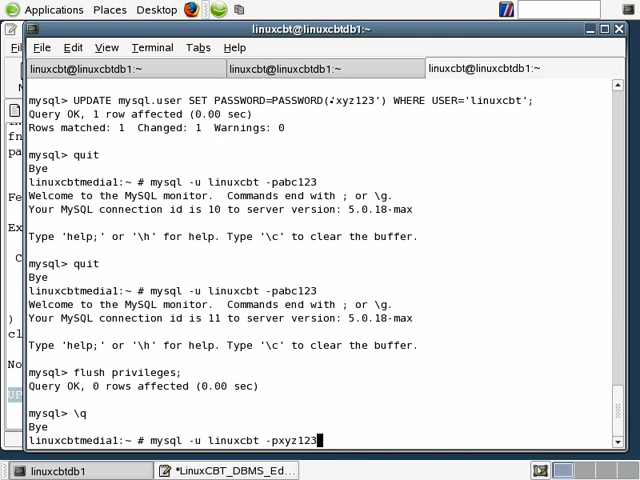 Applications Places Desktop
linuxcbt@linuxcbtdb1:~
File Edit View Terminal Tabs Help
linuxcbt@linuxcbtdb1:~ linuxcbt@linuxcbtdb1:~ linuxcbt@linuxcbtdb1:~
mysql> UPDATE mysql.user SET PASSWORD=PASSWORD('xyz123') WHERE USER='linuxcbt';
Query OK, 1 row affected (0.00 sec)
Rows matched: 1 Changed: 1 Warnings: 0
mysql> quit
Bye
linuxcbtmedia1:~ # mysql -u linuxcbt -pabc123
Welcome to the MySQL monitor. Commands end with ; or \g.
Your MySQL connection id is 10 to server version: 5.0.18-max
Type 'help;' or '\h' for help. Type '\c' to clear the buffer.
mysql> quit
Bye
linuxcbtmedia1:~ # mysql -u linuxcbt -pabc123
Welcome to the MySQL monitor. Commands end with ; or \g.
Your MySQL connection id is 11 to server version: 5.0.18-max
Type 'help;' or '\h' for help. Type '\c' to clear the buffer.
mysql> flush privileges;
Query OK, 0 rows affected (0.00 sec)
mysql> \q
Bye
linuxcbtmedia1:~ # mysql -u linuxcbt -pxyz123
linuxcbtdb1 *LinuxCBT_DBMS_Ed...